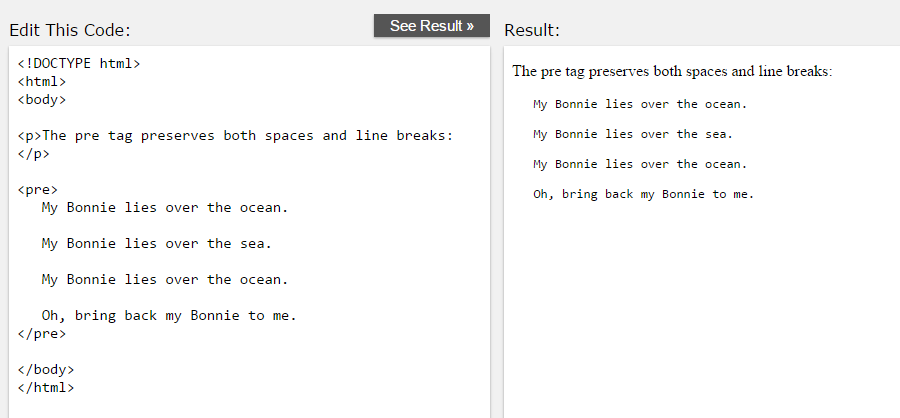 Edit This Code:
See Result »
<!DOCTYPE html>
<html>
<body>
<p>The pre tag preserves both spaces and line breaks:
</p>
<pre>
   My Bonnie lies over the ocean.
   My Bonnie lies over the sea.
   My Bonnie lies over the ocean.
   Oh, bring back my Bonnie to me.
</pre>
</body>
</html>
Result:
The pre tag preserves both spaces and line breaks:
   My Bonnie lies over the ocean.
   My Bonnie lies over the sea.
   My Bonnie lies over the ocean.
   Oh, bring back my Bonnie to me.